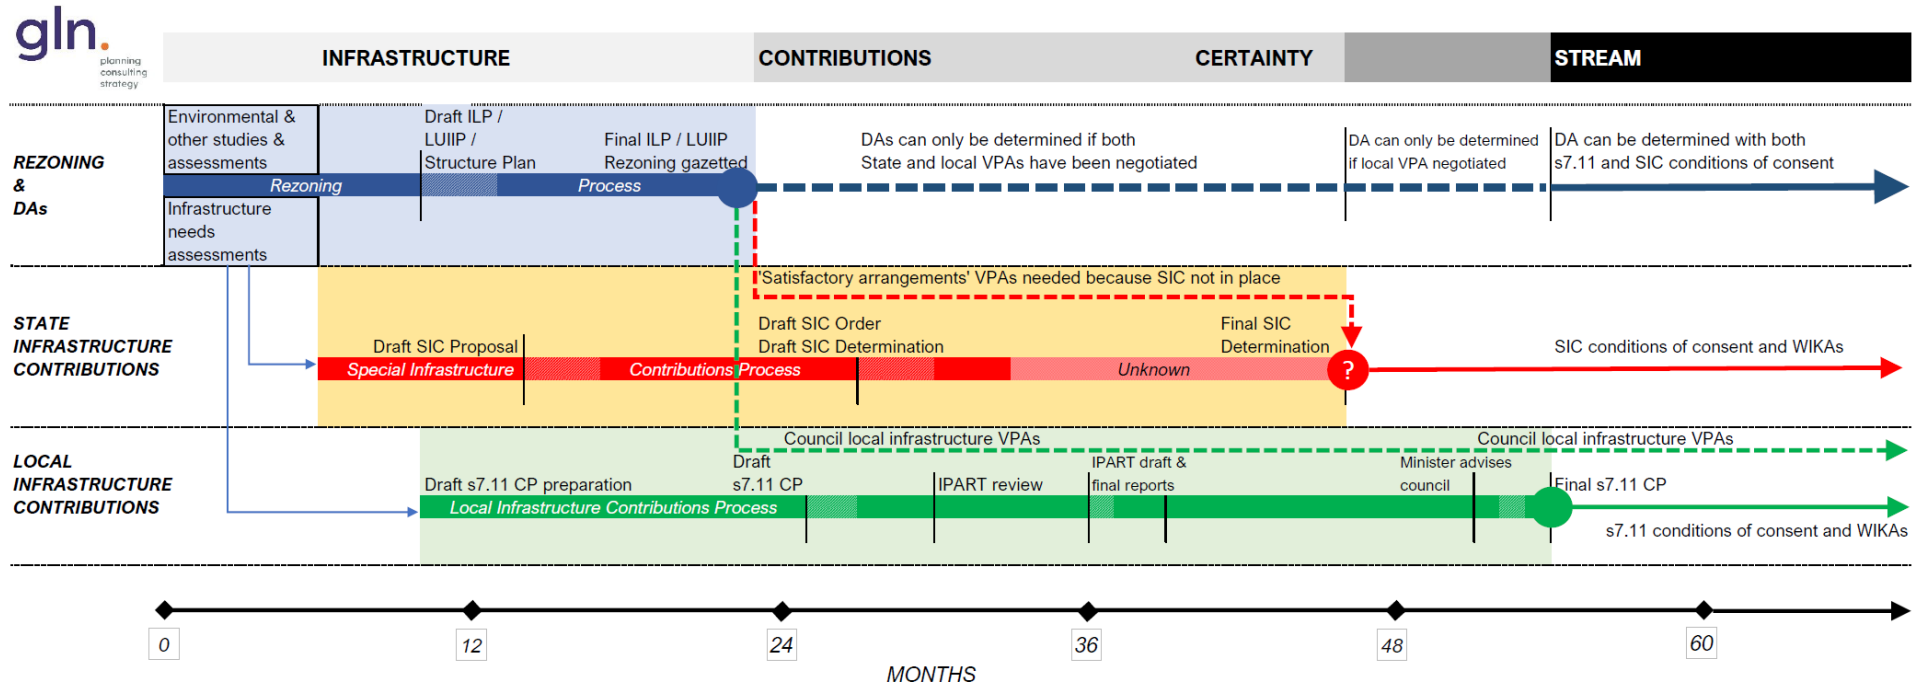 gln.
planning
consulting
strategy
INFRASTRUCTURE
CONTRIBUTIONS
CERTAINTY
STREAM
REZONING
&
DAs
Environmental &
other studies &
assessments
Draft ILP /
LUIIP /
Structure Plan
Final ILP / LUIIP
Rezoning gazetted
DAs can only be determined if both
State and local VPAs have been negotiated
DA can only be determined
if local VPA negotiated
DA can be determined with both
s7.11 and SIC conditions of consent
Rezoning
Process
Infrastructure
needs
assessments
'Satisfactory arrangements' VPAs needed because SIC not in place
STATE
INFRASTRUCTURE
CONTRIBUTIONS
Draft SIC Proposal
Draft SIC Order
Draft SIC Determination
Final SIC
Determination
SIC conditions of consent and WIKAs
Special Infrastructure
Contributions Process
Unknown
?
Council local infrastructure VPAs
Council local infrastructure VPAs
LOCAL
INFRASTRUCTURE
CONTRIBUTIONS
Draft s7.11 CP preparation
Draft
s7.11 CP
IPART review
IPART draft &
final reports
Minister advises
council
Final s7.11 CP
Local Infrastructure Contributions Process
s7.11 conditions of consent and WIKAs
0
12
24
36
48
60
MONTHS